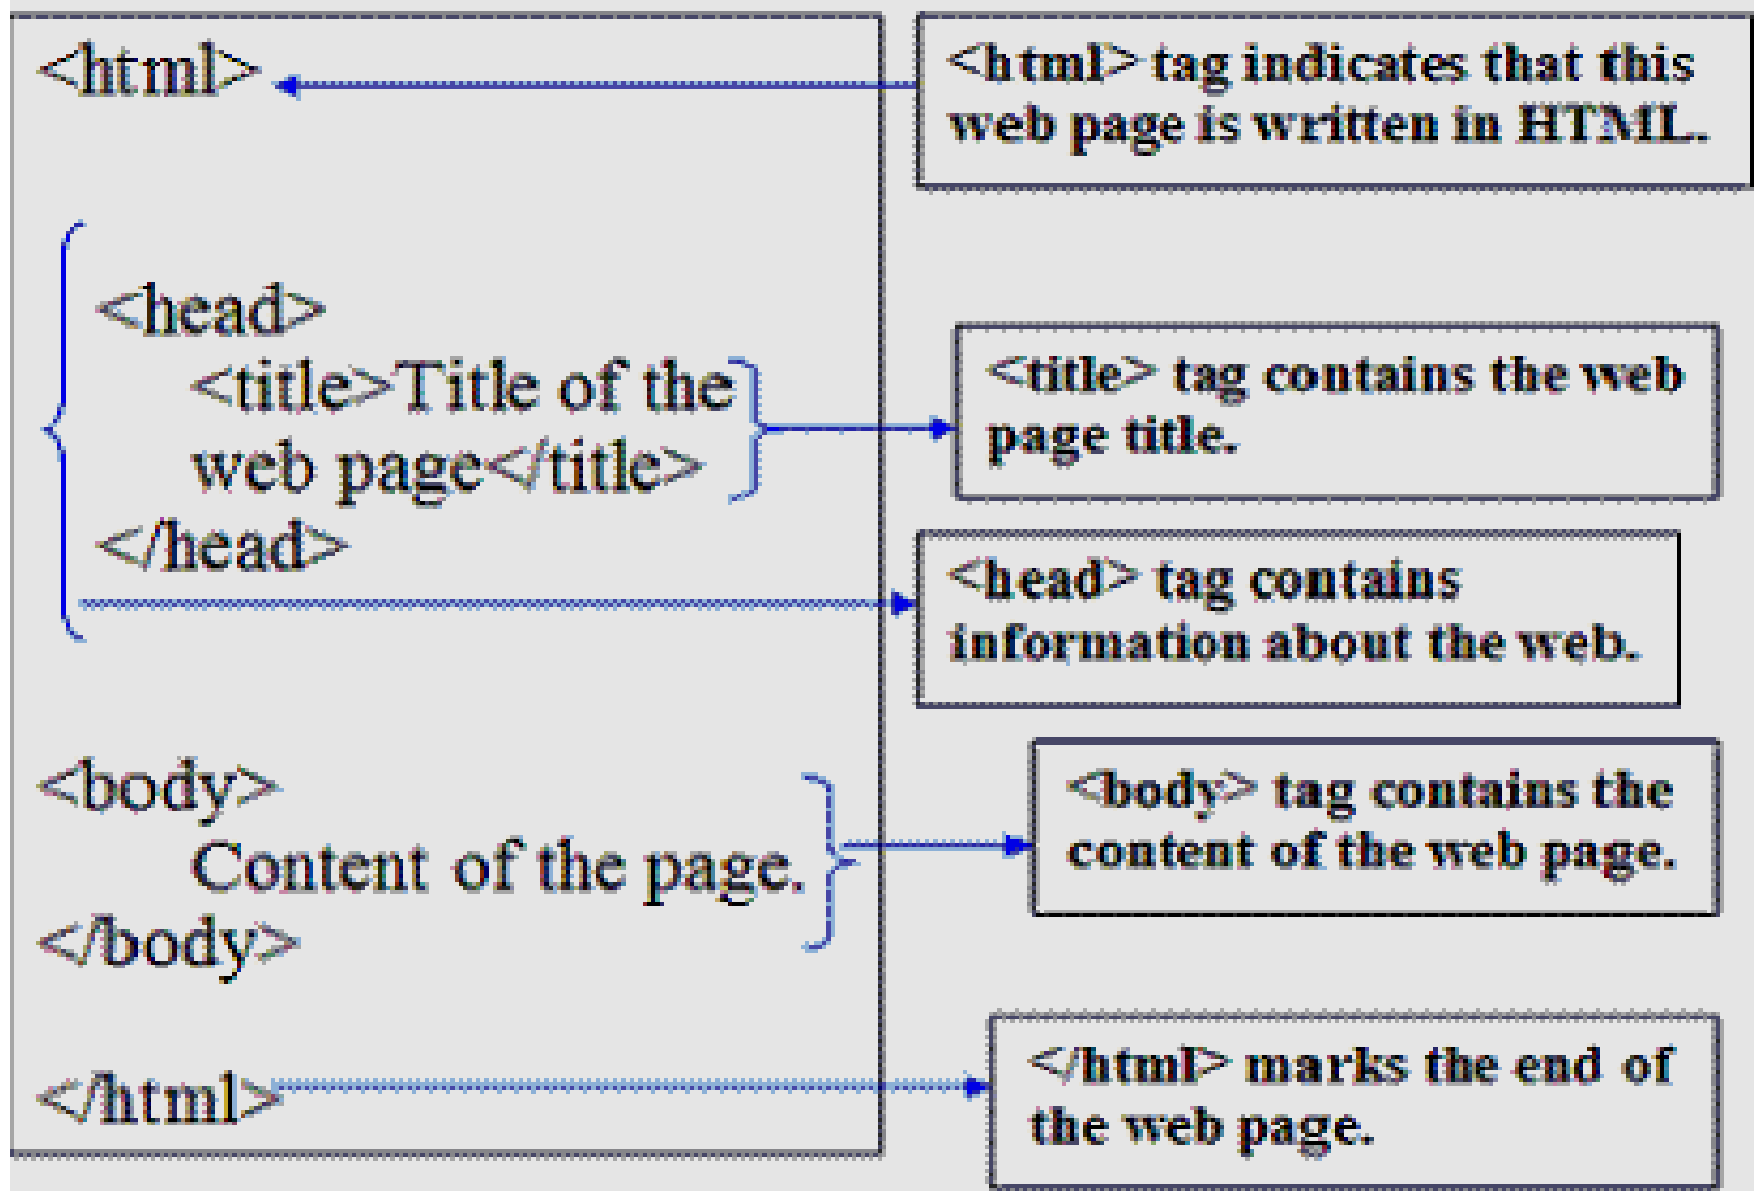 <html>
<html> tag indicates that this
web page is written in HTML.
<head>
<title>Title of the
web page</title>
</head>
<title> tag contains the web
page title.
<head> tag contains
information about the web.
<body>
Content of the page.
</body>
<body> tag contains the
content of the web page.
</html>
</html> marks the end of
the web page.